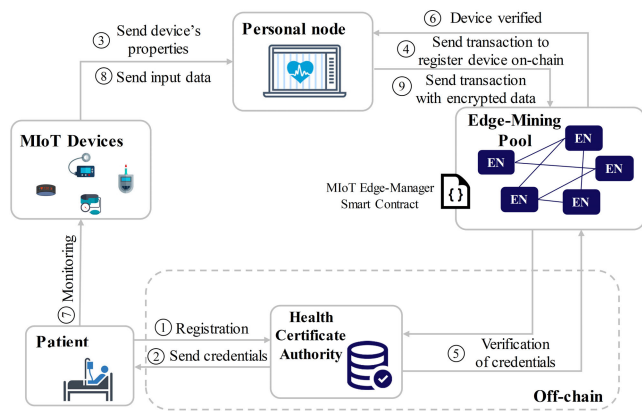 ③ Send device's
properties
⑧ Send input data
Personal node
⑥ Device verified
④ Send transaction to
register device on-chain
⑨ Send transaction
with encrypted data
MIoT Devices
Edge-Mining
Pool
EN
EN
EN
EN
EN
MIoT Edge-Manager
Smart Contract
{ }
⑦ Monitoring
① Registration
② Send credentials
Patient
Health
Certificate
Authority
⑤ Verification
of credentials
Off-chain